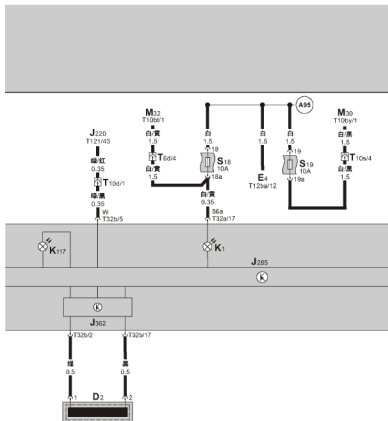 A95
M32
T10bt/1
白/黄
1.5
T6d/4
白/黄
1.5
J220
T121/43
绿/红
0.35
T10d/1
绿/黑
0.35
W
T32b/5
白
1.5
18
S18
10A
18a
白/黄
0.35
56a
T32a/17
白
1.5
E4
T12ba/12
白
1.5
19
S19
10A
19a
M30
T10by/1
白/黑
1.5
T10s/4
白/黑
1.5
K117
K1
J285
k
k
J362
T32b/2
T32b/17
绿
0.5
黑
0.5
1
D2
2